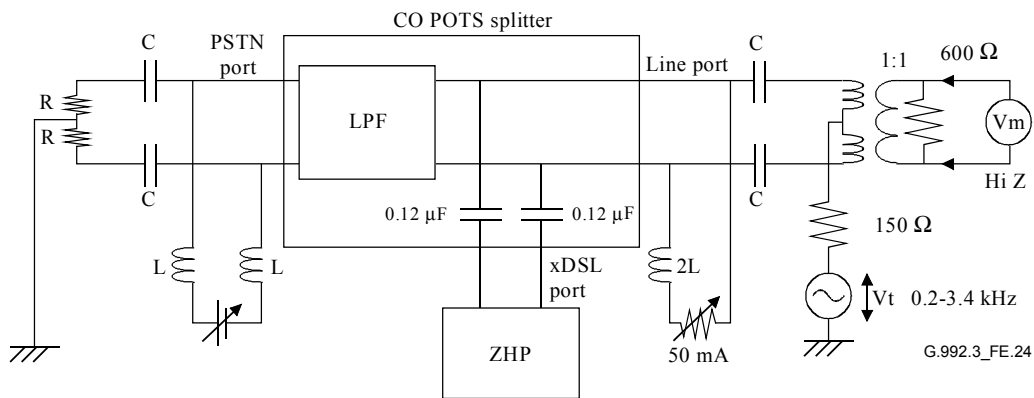 CO POTS splitter
C
PSTN
port
Line port
C
1:1
600 Ω
R
R
LPF
Vm
C
C
Hi Z
0.12 µF
0.12 µF
150 Ω
L
L
xDSL
port
2L
Vt 0.2-3.4 kHz
ZHP
50 mA
G.992.3_FE.24